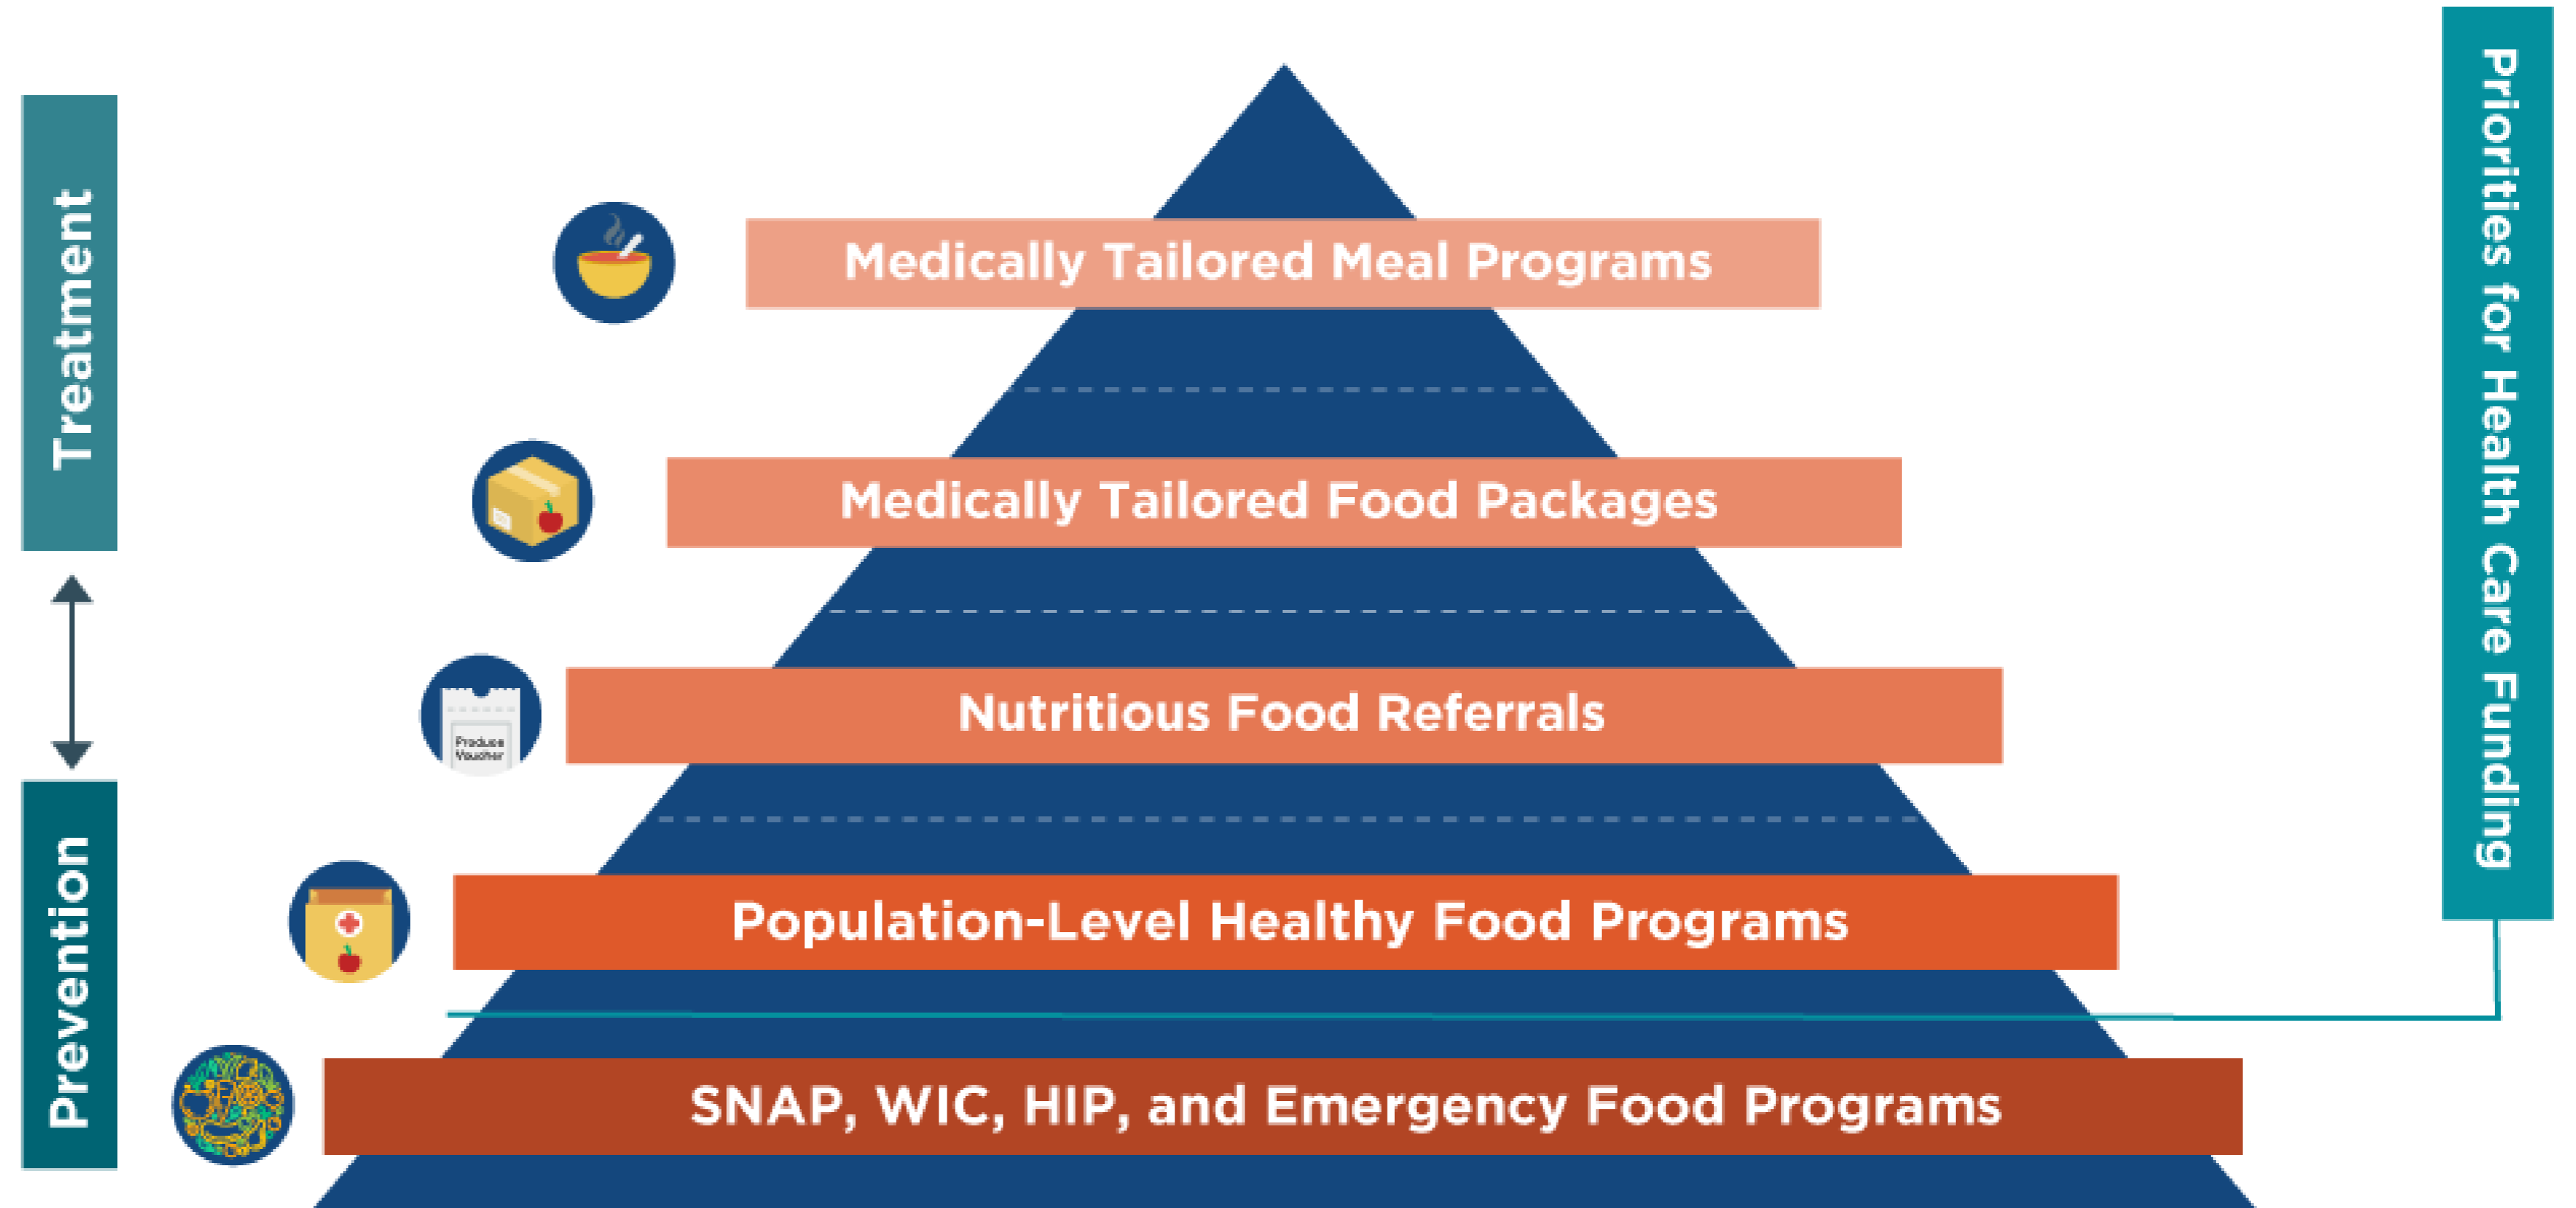 Treatment
Prevention
Medically Tailored Meal Programs
Medically Tailored Food Packages
Produce
Voucher
Nutritious Food Referrals
Population-Level Healthy Food Programs
SNAP, WIC, HIP, and Emergency Food Programs
Priorities for Health Care Funding